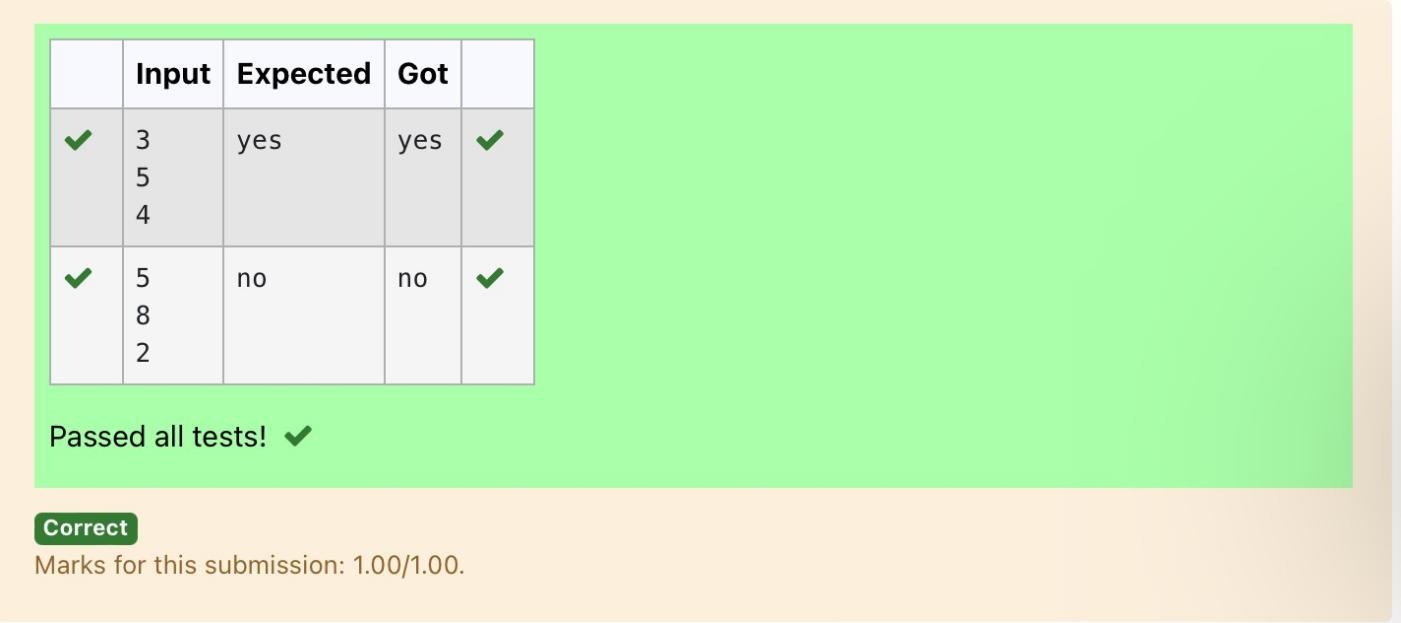 Input Expected Got
3 yes yes
5
4
5 no no
8
2
Passed all tests!
Correct
Marks for this submission: 1.00/1.00.